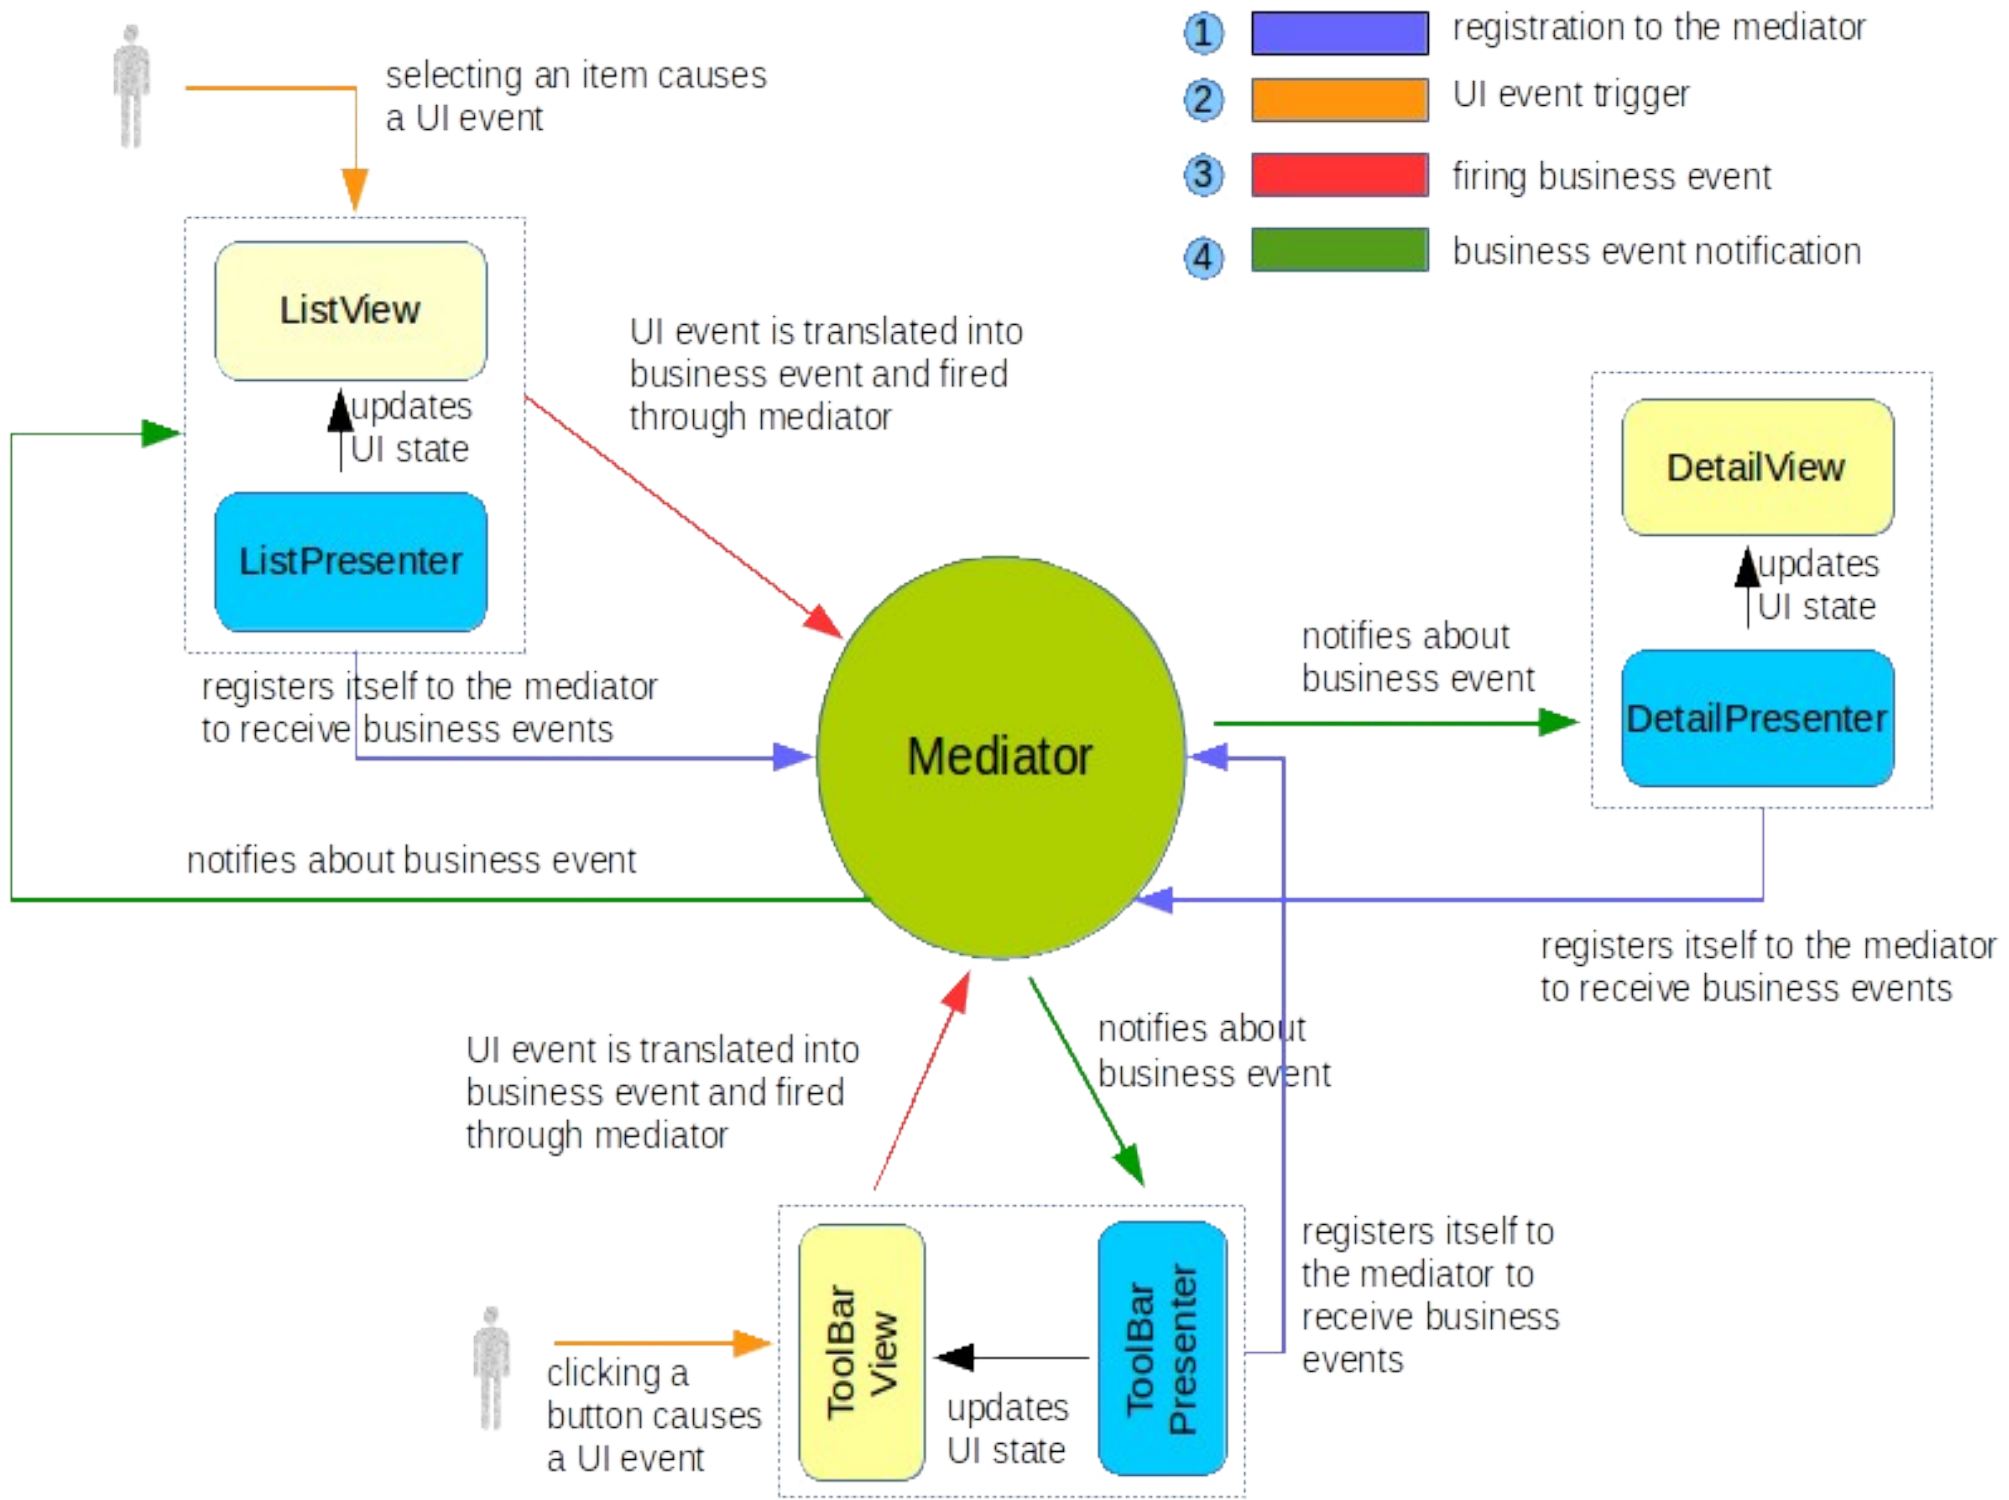 1 registration to the mediator
2 UI event trigger
3 firing business event
4 business event notification
selecting an item causes
a UI event
ListView
updates
UI state
ListPresenter
UI event is translated into
business event and fired
through mediator
registers itself to the mediator
to receive business events
notifies about business event
Mediator
notifies about
business event
DetailView
updates
UI state
DetailPresenter
registers itself to the mediator
to receive business events
UI event is translated into
business event and fired
through mediator
notifies about
business event
registers itself to
the mediator to
receive business
events
clicking a
button causes
a UI event
ToolBar
View
updates
UI state
ToolBar
Presenter